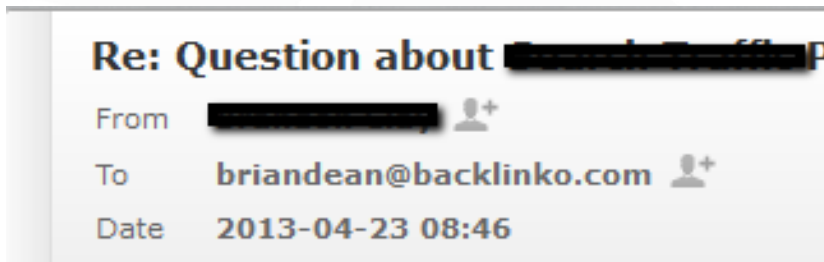 Re: Question about
From
To briandean@backlinko.com
Date 2013-04-23 08:46